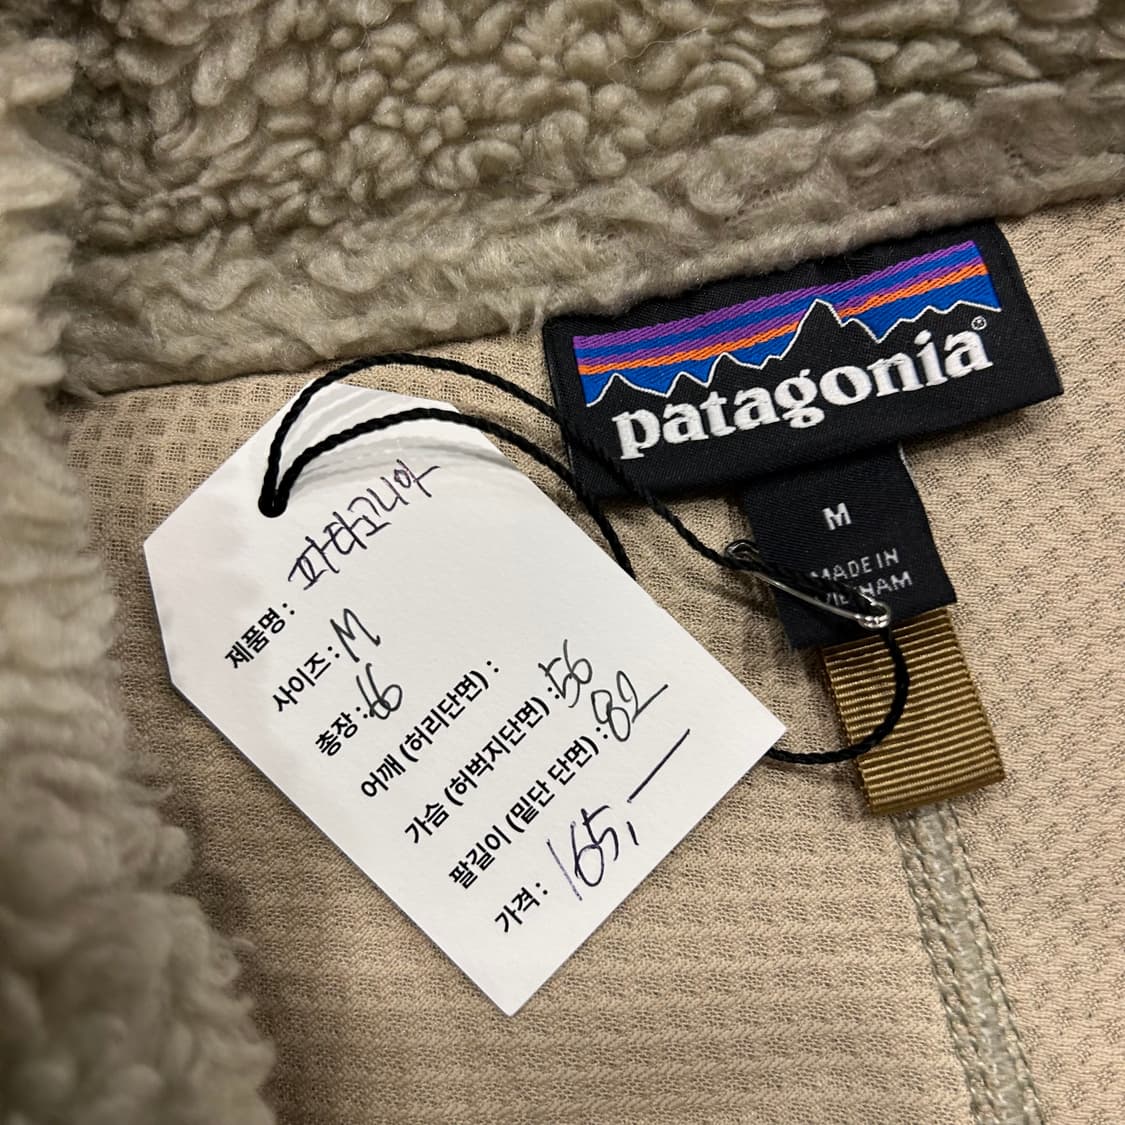 patagonia®
M
MADE IN
VIETNAM
제품명 : 파타고니아
사이즈 : M
총장 : 66
어깨 (허리단면) :
가슴 (허벅지단면) : 56
팔길이 (밑단 단면) : 82
가격 : 165,—